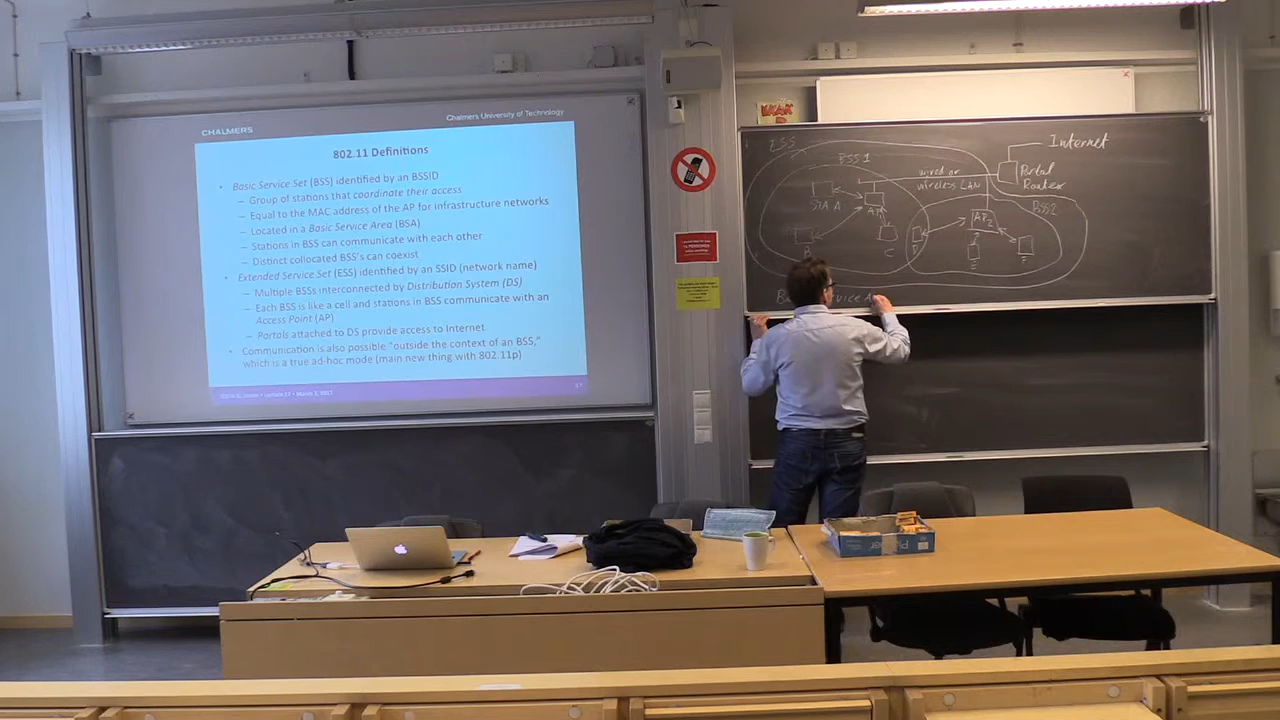 CHALMERS
Chalmers University of Technology
802.11 Definitions
• Basic Service Set (BSS) identified by an BSSID
– Group of stations that coordinate their access
– Equal to the MAC address of the AP for infrastructure networks
– Located in a Basic Service Area (BSA)
– Stations in BSS can communicate with each other
– Distinct collocated BSS's can coexist
• Extended Service Set (ESS) identified by an SSID (network name)
– Multiple BSSs interconnected by Distribution System (DS)
– Each BSS is like a cell and stations in BSS communicate with an
Access Point (AP)
– Portals attached to DS provide access to Internet
• Communication is also possible "outside the context of an BSS,"
which is a true ad-hoc mode (main new thing with 802.11p)
ESS
BSS 1
wired or
wireless LAN
Internet
Portal
Router
BSS2
STA A
AP
AP2
B
C
D
E
F